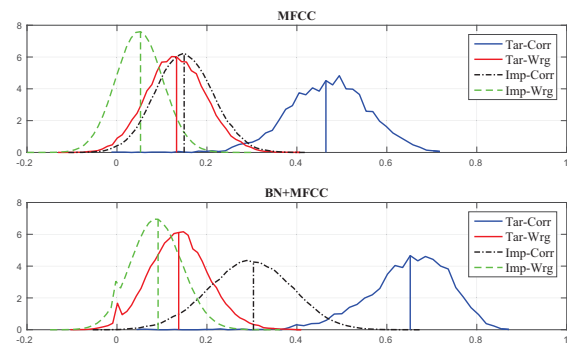 MFCC
8
6
4
2
0
-0.2 0 0.2 0.4 0.6 0.8 1
Tar-Corr
Tar-Wrg
Imp-Corr
Imp-Wrg
BN+MFCC
8
6
4
2
0
-0.2 0 0.2 0.4 0.6 0.8 1
Tar-Corr
Tar-Wrg
Imp-Corr
Imp-Wrg